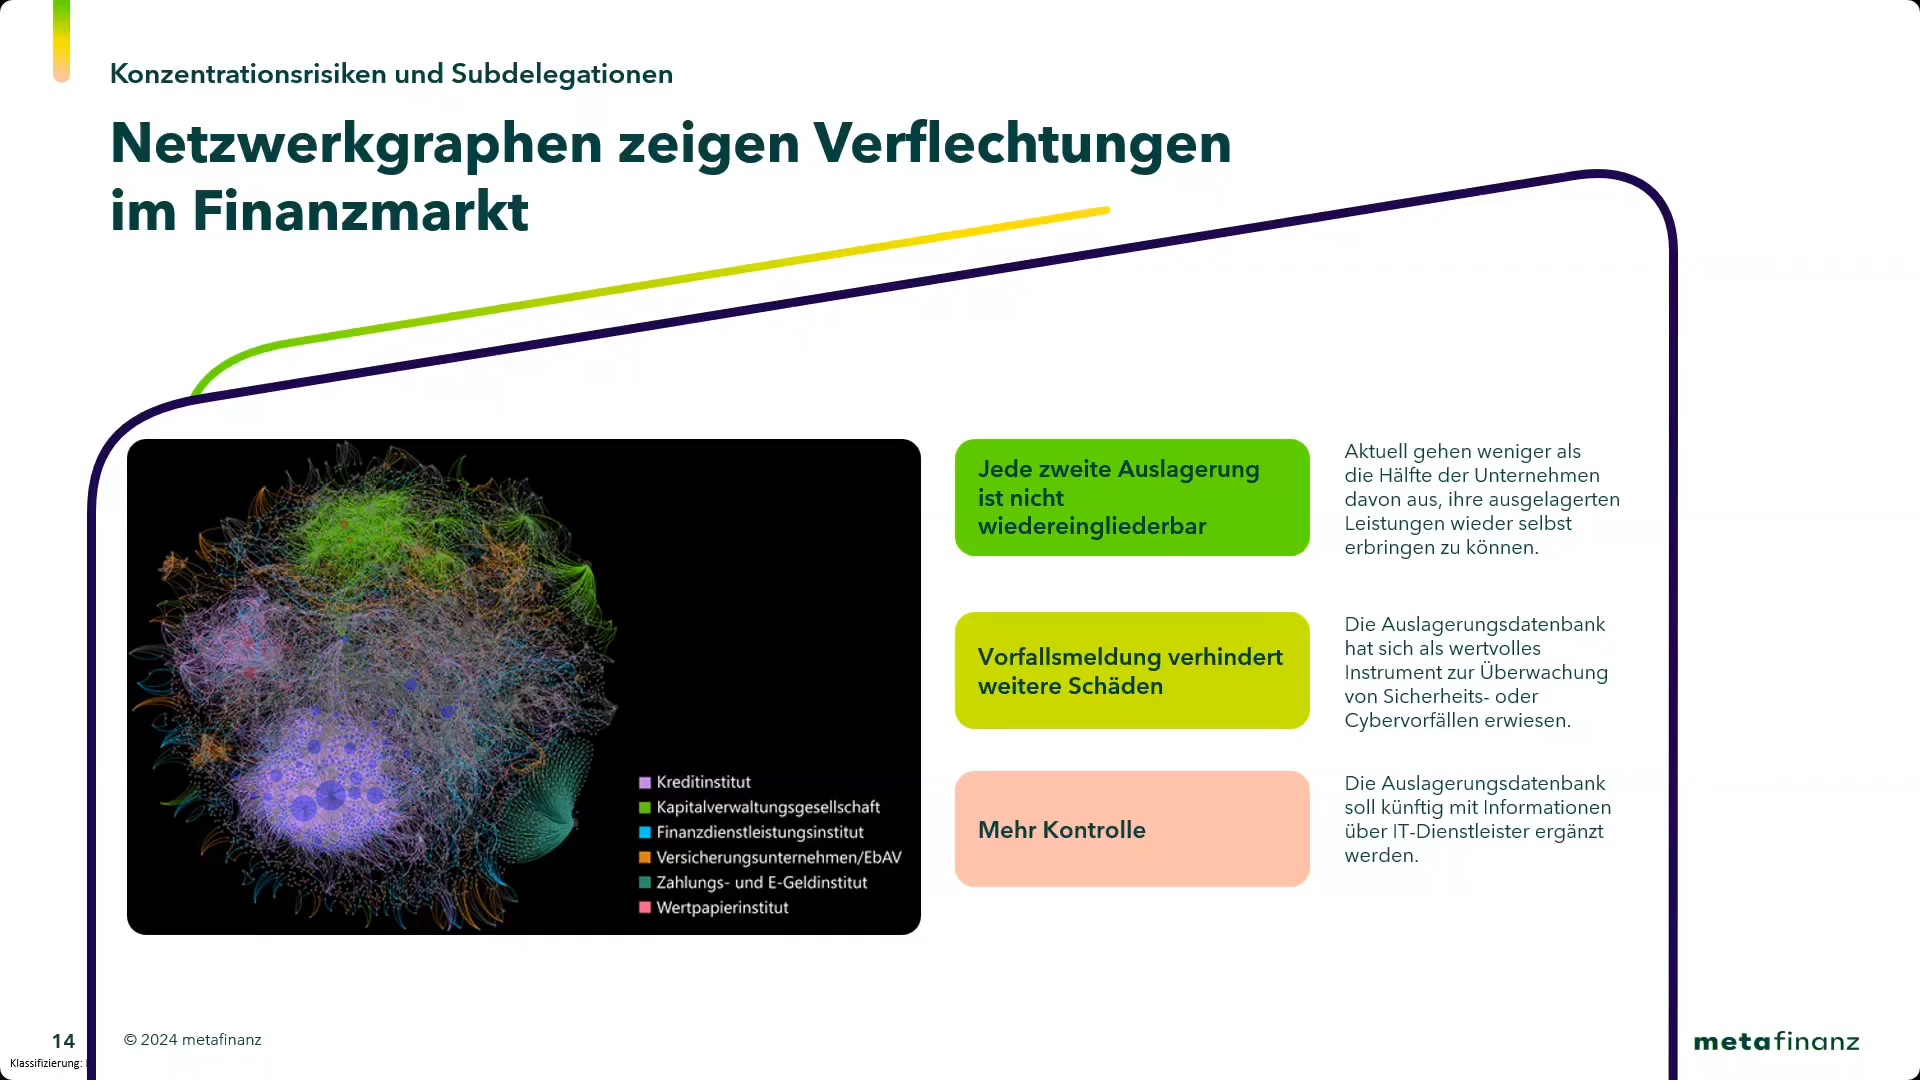 Konzentrationsrisiken und Subdelegationen
Netzwerkgraphen zeigen Verflechtungen
im Finanzmarkt
Kreditinstitut
Kapitalverwaltungsgesellschaft
Finanzdienstleistungsinstitut
Versicherungsunternehmen/EbAV
Zahlungs- und E-Geldinstitut
Wertpapierinstitut
Jede zweite Auslagerung
ist nicht
wiedereingliederbar
Aktuell gehen weniger als
die Hälfte der Unternehmen
davon aus, ihre ausgelagerten
Leistungen wieder selbst
erbringen zu können.
Vorfallsmeldung verhindert
weitere Schäden
Die Auslagerungsdatenbank
hat sich als wertvolles
Instrument zur Überwachung
von Sicherheits- oder
Cybervorfällen erwiesen.
Mehr Kontrolle
Die Auslagerungsdatenbank
soll künftig mit Informationen
über IT-Dienstleister ergänzt
werden.
14
© 2024 metafinanz
Klassifizierung:
metafinanz